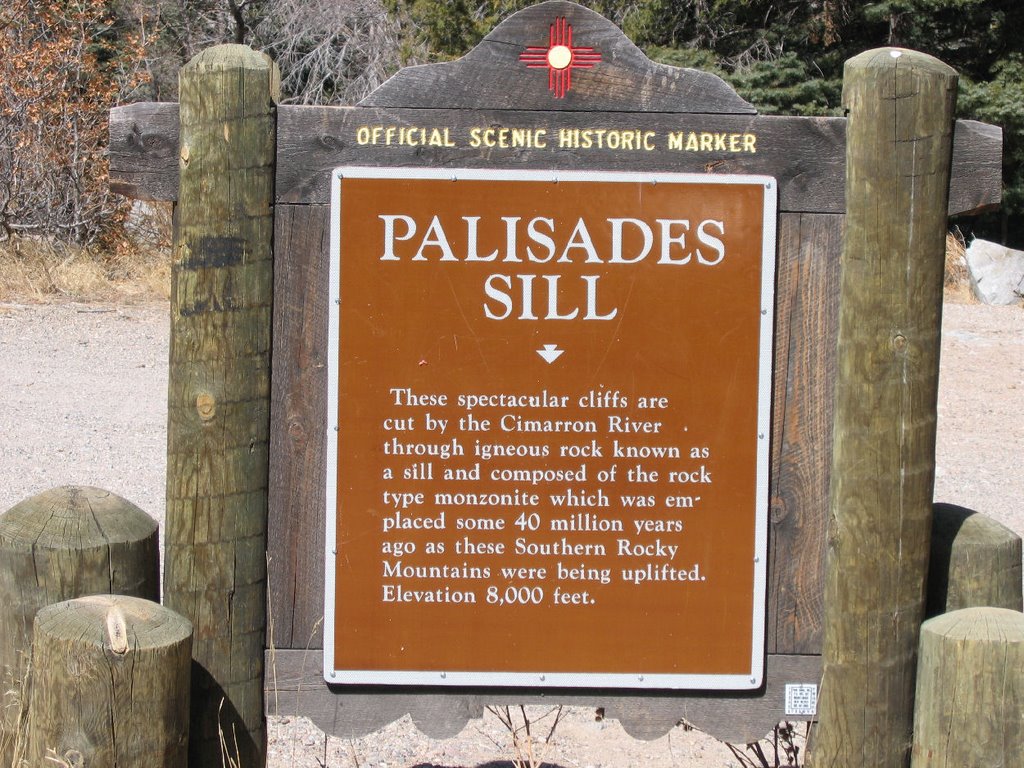 OFFICIAL SCENIC HISTORIC MARKER
PALISADES
SILL
These spectacular cliffs are
cut by the Cimarron River
through igneous rock known as
a sill and composed of the rock
type monzonite which was em-
placed some 40 million years
ago as these Southern Rocky
Mountains were being uplifted.
Elevation 8,000 feet.